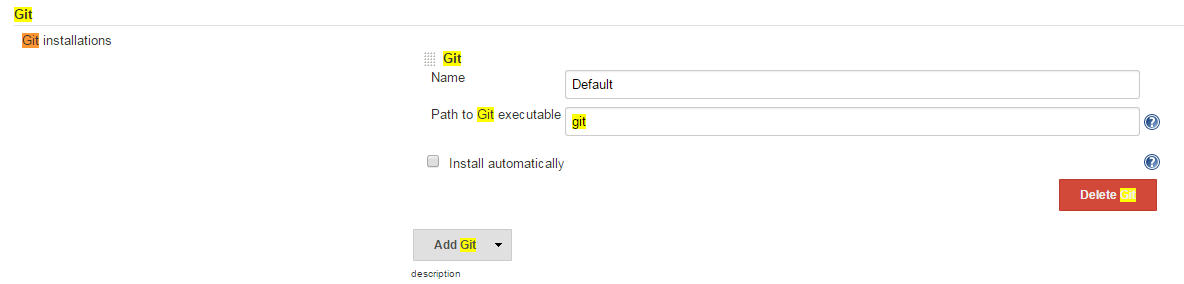 Git
Git installations
Git
Name
Default
Path to Git executable
git
Install automatically
Delete Git
Add Git
description